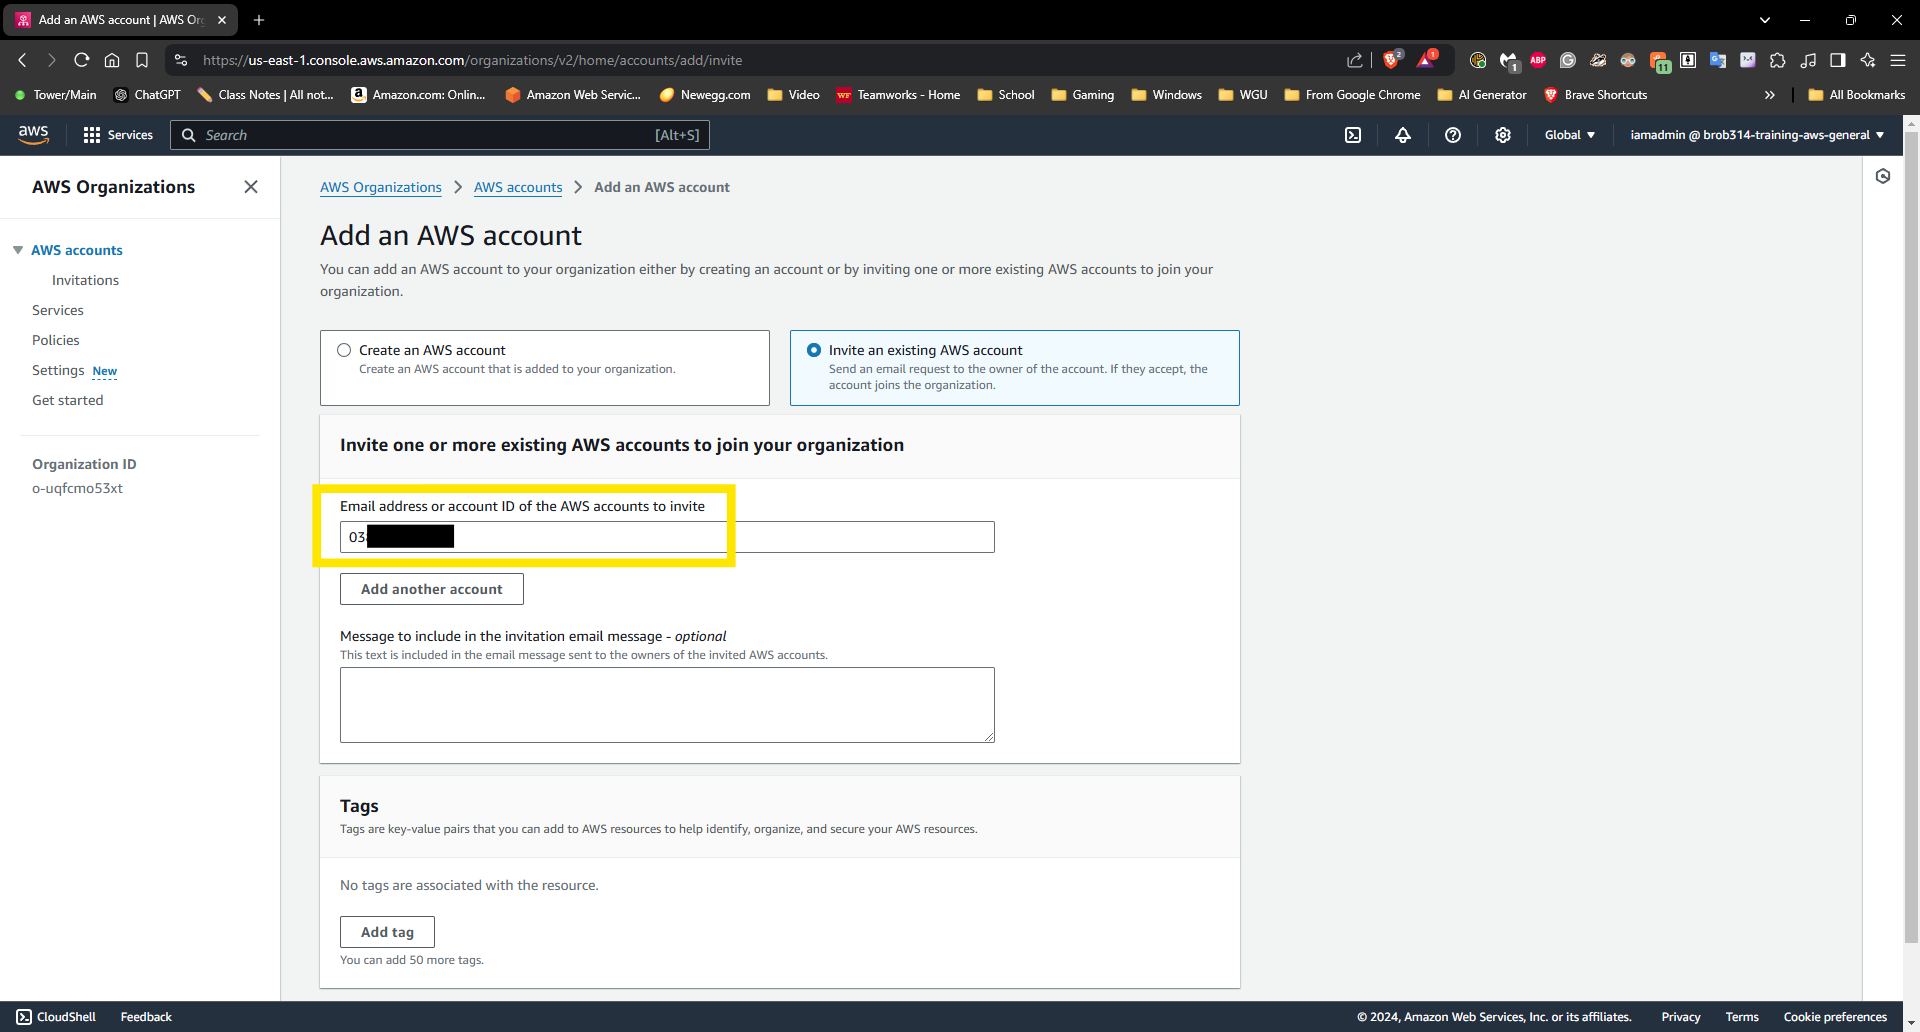 Add an AWS account | AWS Or
https://us-east-1.console.aws.amazon.com/organizations/v2/home/accounts/add/invite
2
1
1
ABP
11
Tower/Main
ChatGPT
Class Notes | All not...
Amazon.com: Onlin...
Amazon Web Servic...
Newegg.com
Video
Teamworks - Home
School
Gaming
Windows
WGU
From Google Chrome
AI Generator
Brave Shortcuts
All Bookmarks
aws
Services
Search
[Alt+S]
Global
iamadmin @ brob314-training-aws-general
AWS Organizations
AWS accounts
Invitations
Services
Policies
Settings New
Get started
Organization ID
o-uqfcmo53xt
AWS Organizations > AWS accounts > Add an AWS account
Add an AWS account
You can add an AWS account to your organization either by creating an account or by inviting one or more existing AWS accounts to join your
organization.
Create an AWS account
Create an AWS account that is added to your organization.
Invite an existing AWS account
Send an email request to the owner of the account. If they accept, the
account joins the organization.
Invite one or more existing AWS accounts to join your organization
Email address or account ID of the AWS accounts to invite
03
Add another account
Message to include in the invitation email message - optional
This text is included in the email message sent to the owners of the invited AWS accounts.
Tags
Tags are key-value pairs that you can add to AWS resources to help identify, organize, and secure your AWS resources.
No tags are associated with the resource.
Add tag
You can add 50 more tags.
CloudShell
Feedback
© 2024, Amazon Web Services, Inc. or its affiliates.
Privacy
Terms
Cookie preferences